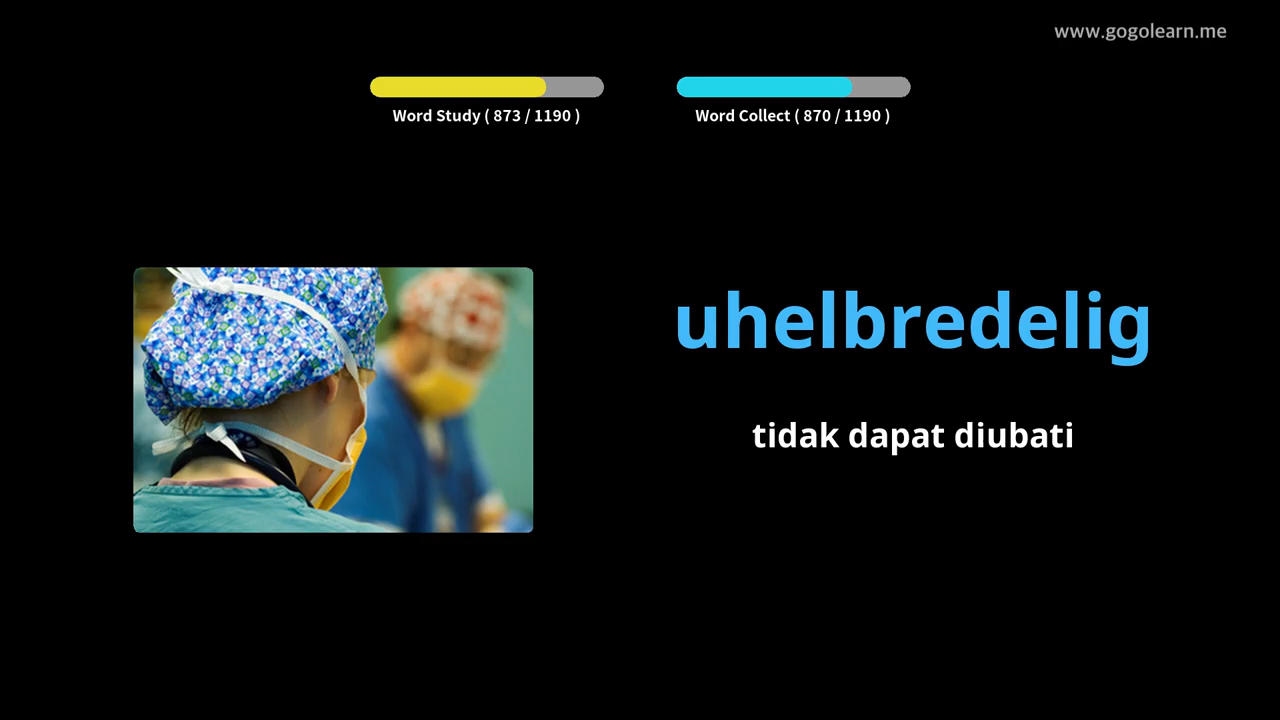 www.gogolearn.me
Word Study ( 873 / 1190 )
Word Collect ( 870 / 1190 )
uhelbredelig
tidak dapat diubati